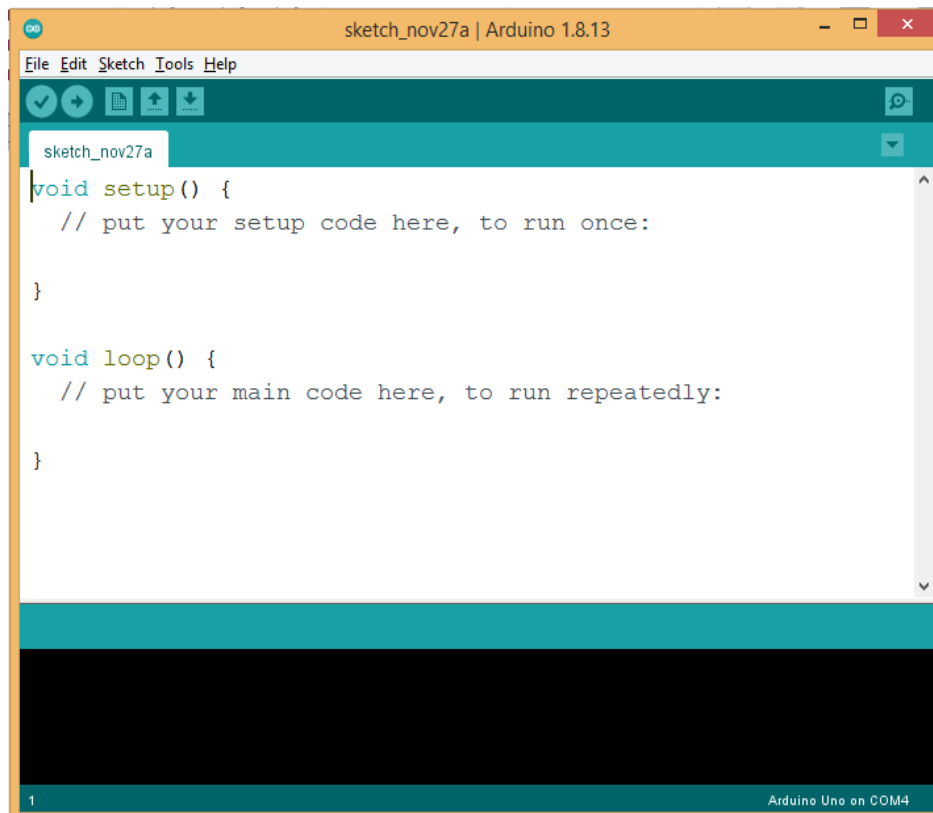 sketch_nov27a | Arduino 1.8.13
File Edit Sketch Tools Help
sketch_nov27a
void setup() {
  // put your setup code here, to run once:
}
void loop() {
  // put your main code here, to run repeatedly:
}
1 Arduino Uno on COM4